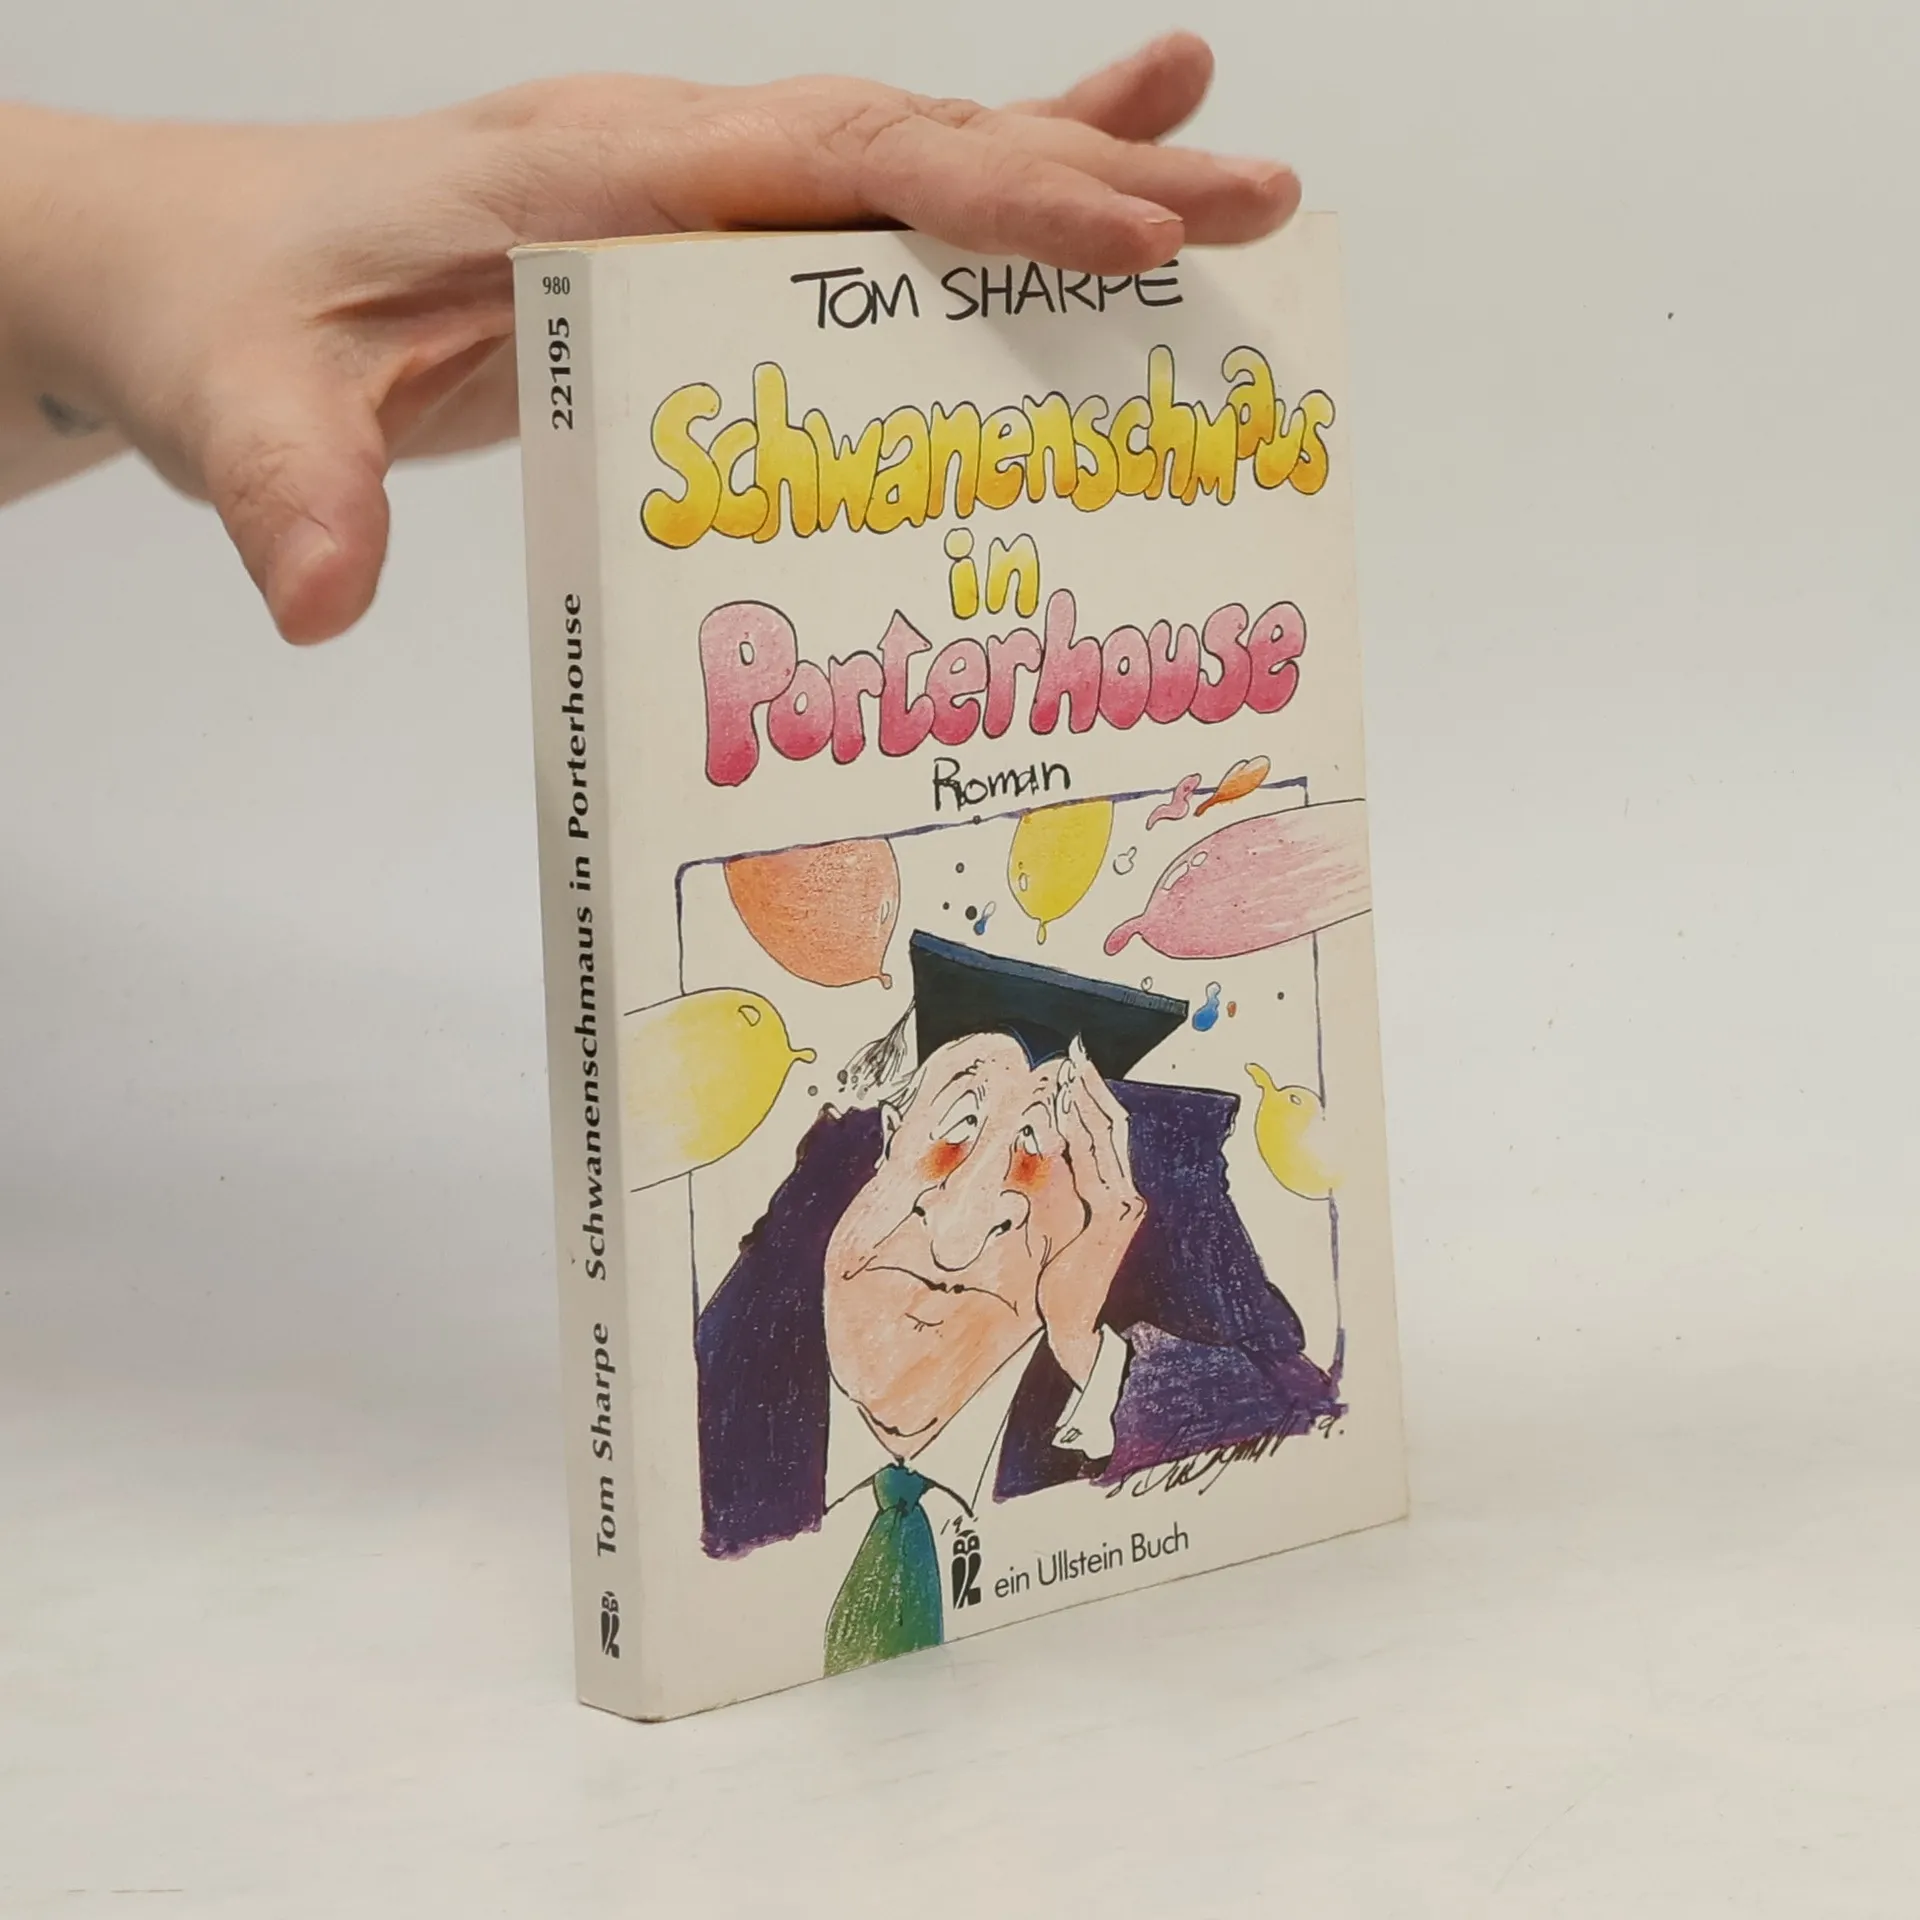 TOM SHARPE
Schwanenschmaus
in
Porterhouse
Roman
ein Ullstein Buch
980
22195
Tom Sharpe Schwanenschmaus in Porterhouse